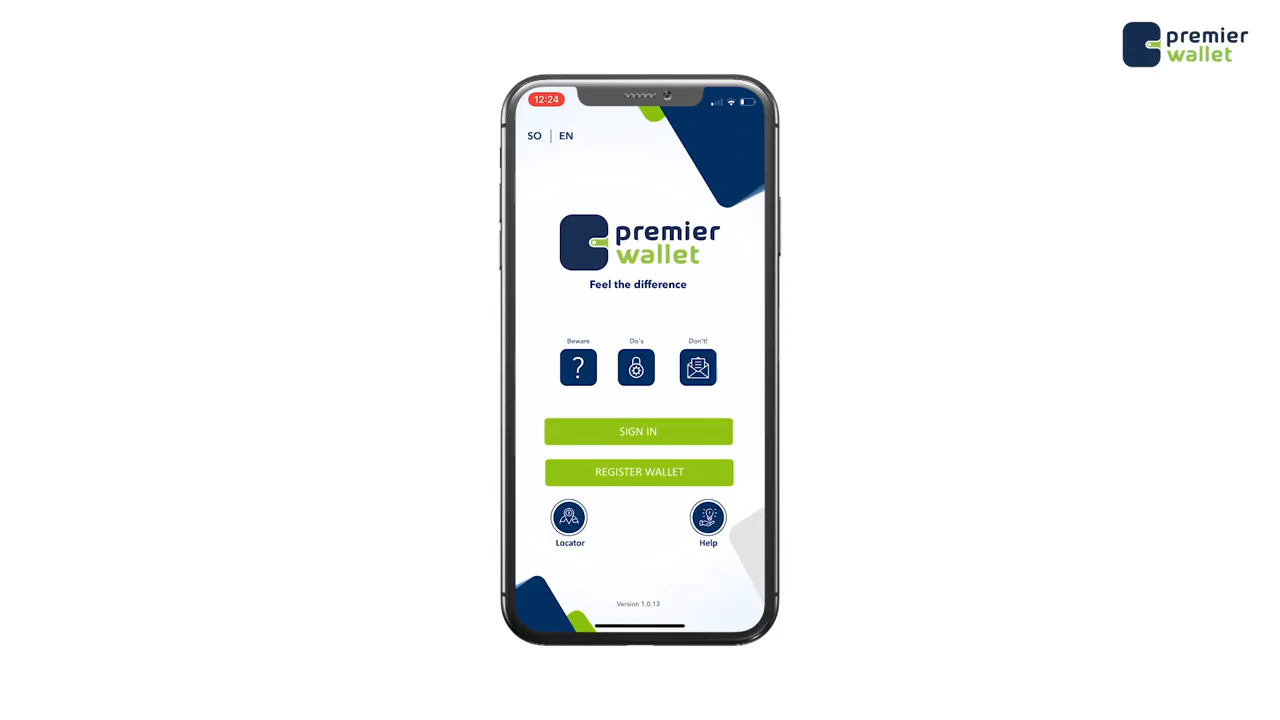 premier
wallet
12:24
SO | EN
premier
wallet
Feel the difference
Beware
Do's
Don't!
SIGN IN
REGISTER WALLET
Locator
Help
Version 1.0.13